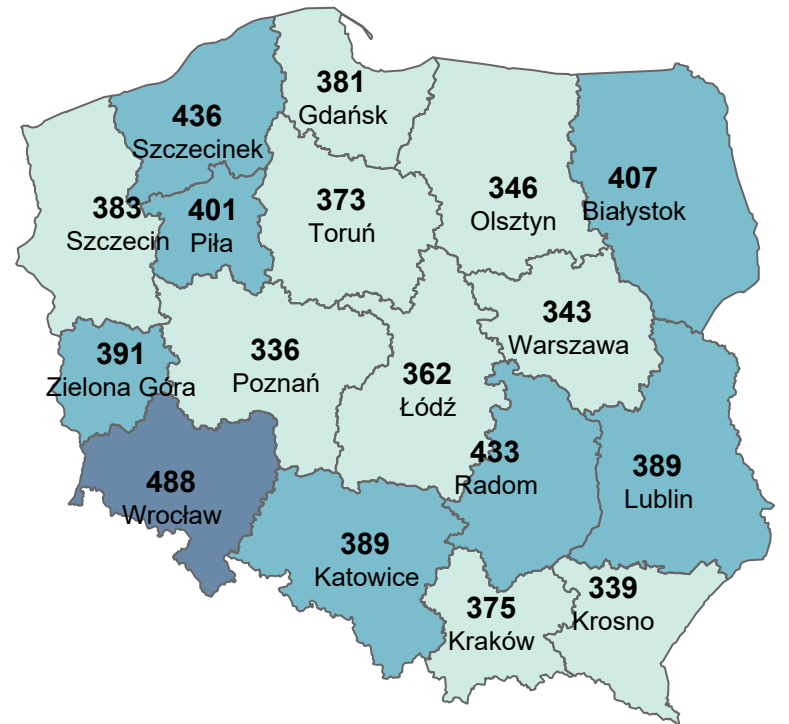 381
Gdańsk
436
Szczecinek
383
Szczecin
401
Piła
373
Toruń
346
Olsztyn
407
Białystok
391
Zielona Góra
336
Poznań
362
Łódź
343
Warszawa
488
Wrocław
433
Radom
389
Lublin
389
Katowice
375
Kraków
339
Krosno